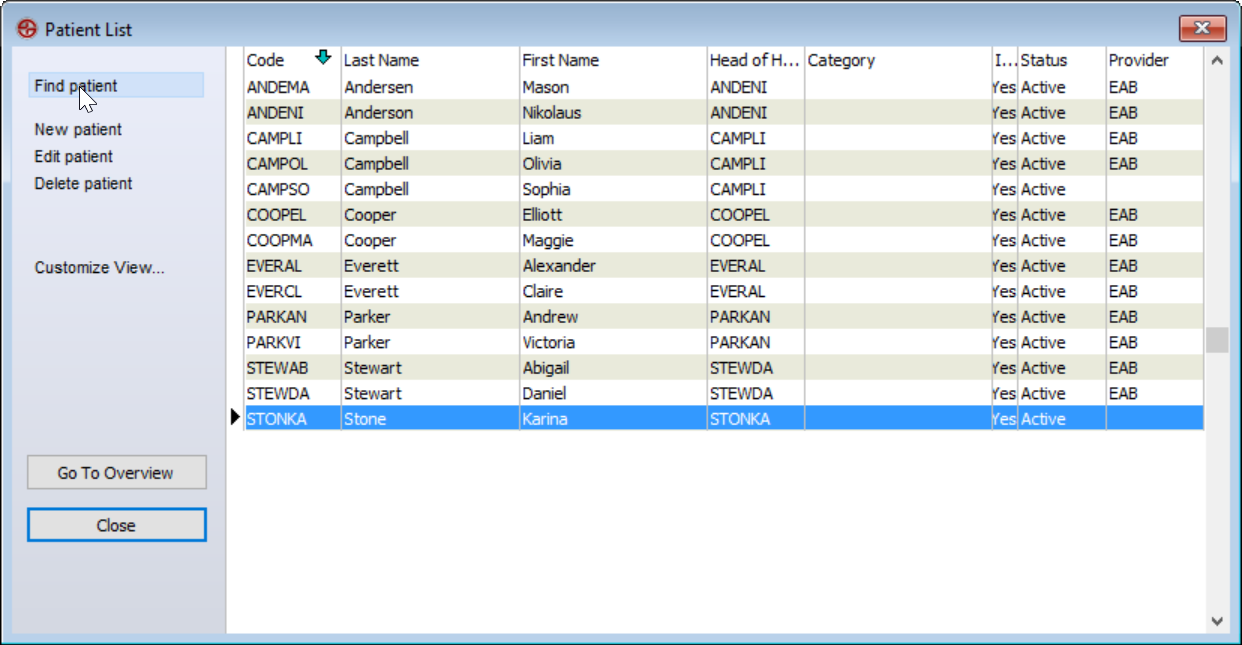 Patient List
Find patient
New patient
Edit patient
Delete patient
Customize View...
Go To Overview
Close
Code Last Name First Name Head of H... Category I... Status Provider
ANDEMA Andersen Mason ANDENI Yes Active EAB
ANDENI Anderson Nikolaus ANDENI Yes Active EAB
CAMPLI Campbell Liam CAMPLI Yes Active EAB
CAMPOL Campbell Olivia CAMPLI Yes Active EAB
CAMPSO Campbell Sophia CAMPLI Yes Active
COOPEL Cooper Elliott COOPEL Yes Active EAB
COOPMA Cooper Maggie COOPEL Yes Active EAB
EVERAL Everett Alexander EVERAL Yes Active EAB
EVERCL Everett Claire EVERAL Yes Active EAB
PARKAN Parker Andrew PARKAN Yes Active EAB
PARKVI Parker Victoria PARKAN Yes Active EAB
STEWAB Stewart Abigail STEWDA Yes Active EAB
STEWDA Stewart Daniel STEWDA Yes Active EAB
STONKA Stone Karina STONKA Yes Active